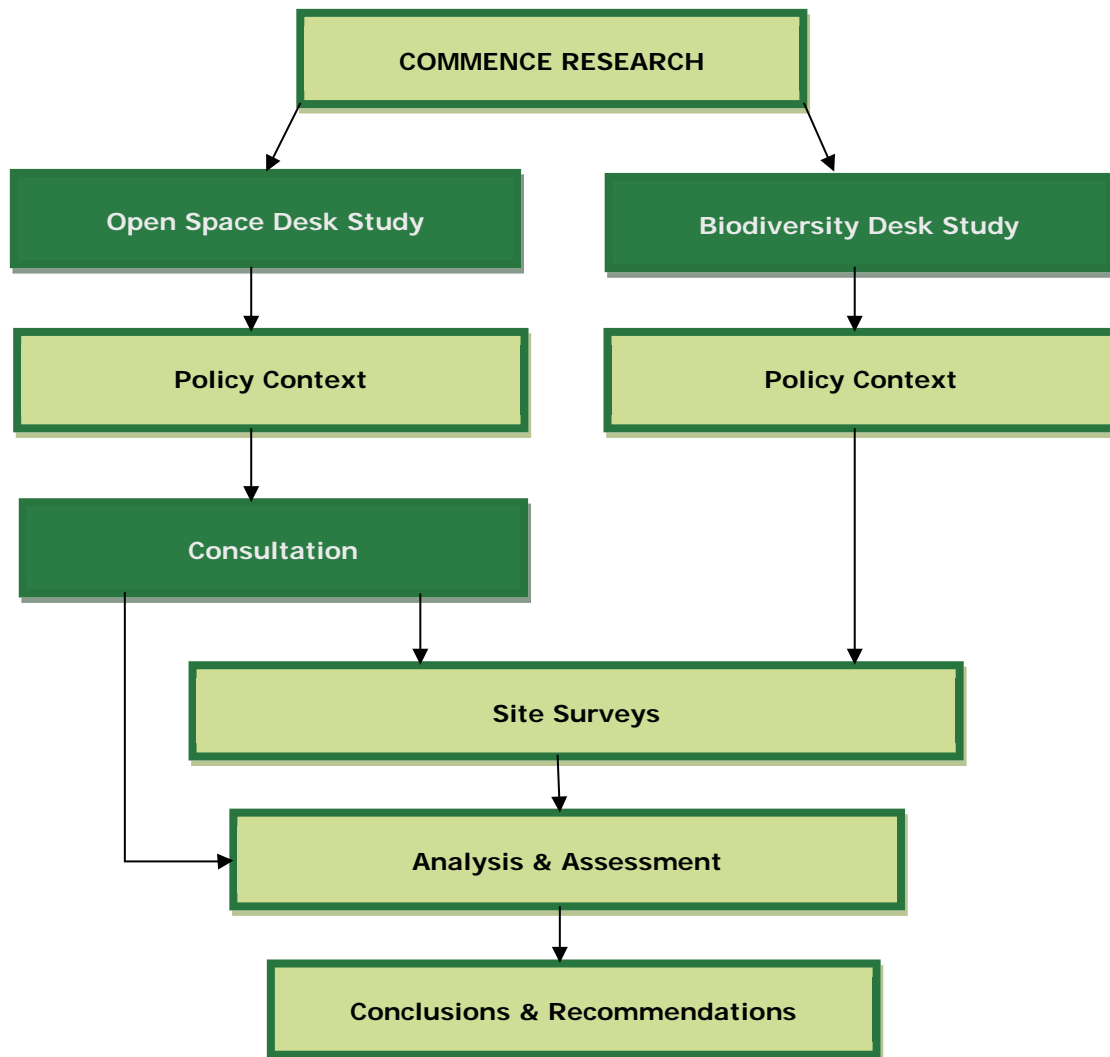 COMMENCE RESEARCH
Open Space Desk Study
Biodiversity Desk Study
Policy Context
Policy Context
Consultation
Site Surveys
Analysis & Assessment
Conclusions & Recommendations